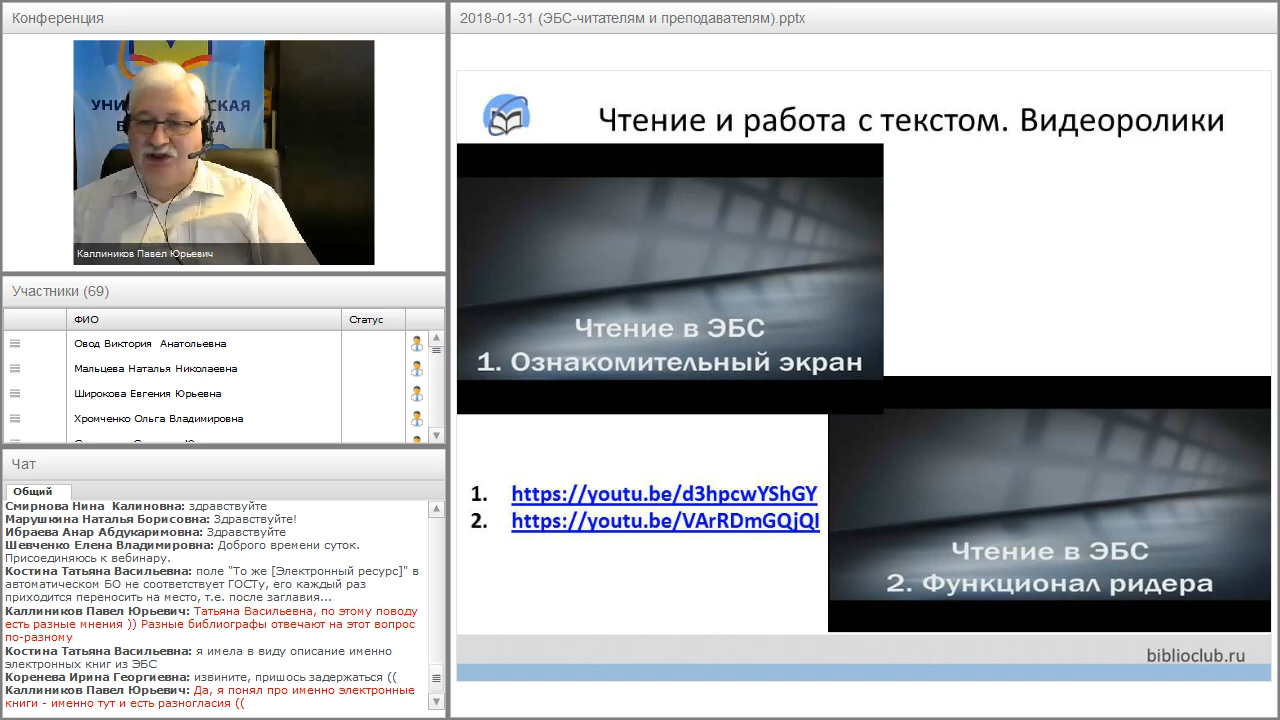 Конференция
Каллиников Павел Юрьевич
Участники (69)
ФИО
Статус
Овод Виктория Анатольевна
Мальцева Наталья Николаевна
Широкова Евгения Юрьевна
Хромченко Ольга Владимировна
Чат
Общий
Смирнова Нина Калиновна: здравствуйте
Марушкина Наталья Борисовна: Здравствуйте!
Ибраева Анар Абдукаримовна: Здравствуйте
Шевченко Елена Владимировна: Доброго времени суток.
Присоединяюсь к вебинару.
Костина Татьяна Васильевна: поле "То же [Электронный ресурс]" в
автоматическом БО не соответствует ГОСТу, его каждый раз
приходится переносить на место, т.е. после заглавия...
Каллиников Павел Юрьевич: Татьяна Васильевна, по этому поводу
есть разные мнения )) Разные библиографы отвечают на этот вопрос
по-разному
Костина Татьяна Васильевна: я имела в виду описание именно
электронных книг из ЭБС
Коренева Ирина Георгиевна: извините, пришось задержаться ((
Каллиников Павел Юрьевич: Да, я понял про именно электронные
книги - именно тут и есть разногласия ((
2018-01-31 (ЭБС-читателям и преподавателям).pptx
Чтение и работа с текстом. Видеоролики
Чтение в ЭБС
1. Ознакомительный экран
1. https://youtu.be/d3hpcwYShGY
2. https://youtu.be/VArRDmGQjQI
Чтение в ЭБС
2. Функционал ридера
biblioclub.ru